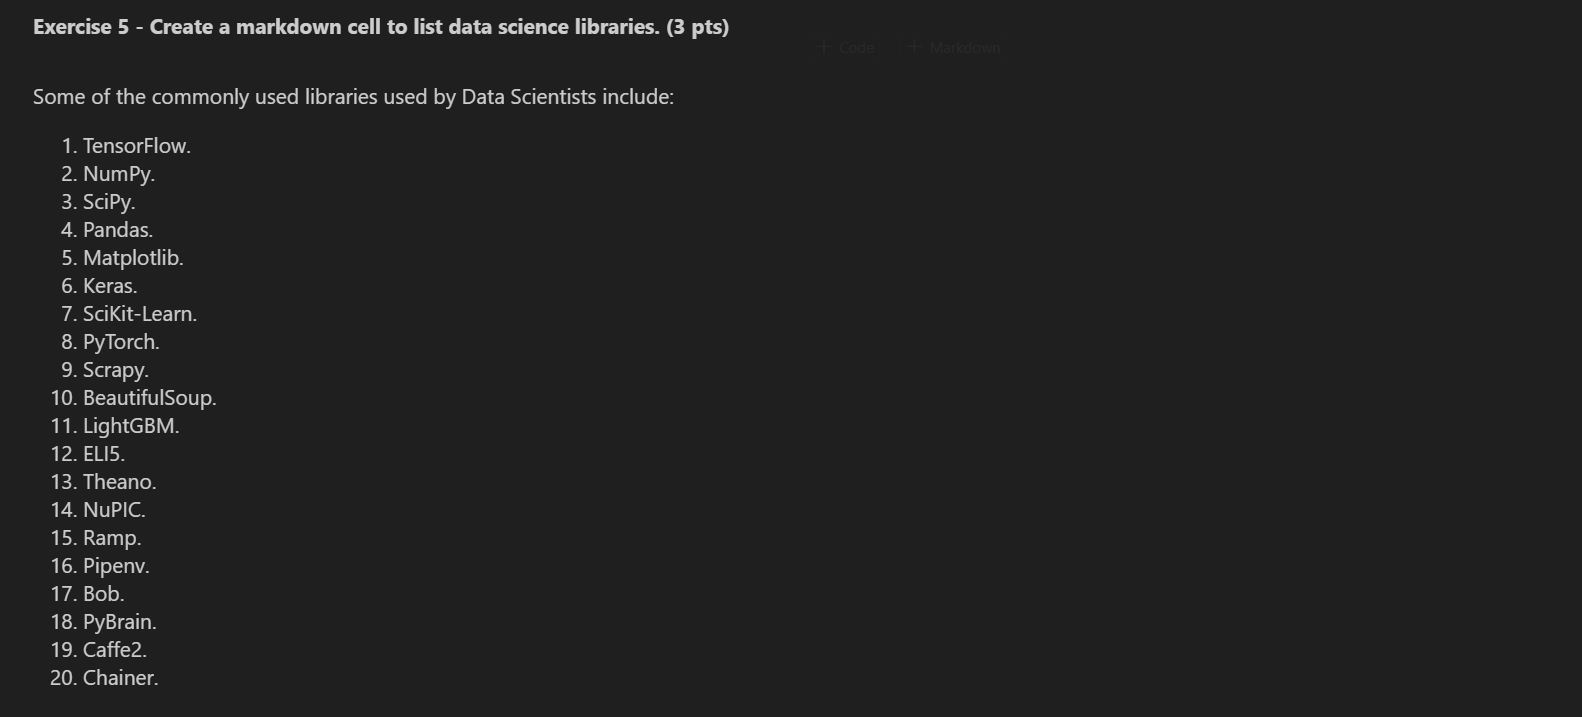 Exercise 5 - Create a markdown cell to list data science libraries. (3 pts)
+ Code + Markdown
Some of the commonly used libraries used by Data Scientists include:
1. TensorFlow.
2. NumPy.
3. SciPy.
4. Pandas.
5. Matplotlib.
6. Keras.
7. SciKit-Learn.
8. PyTorch.
9. Scrapy.
10. BeautifulSoup.
11. LightGBM.
12. ELI5.
13. Theano.
14. NuPIC.
15. Ramp.
16. Pipenv.
17. Bob.
18. PyBrain.
19. Caffe2.
20. Chainer.